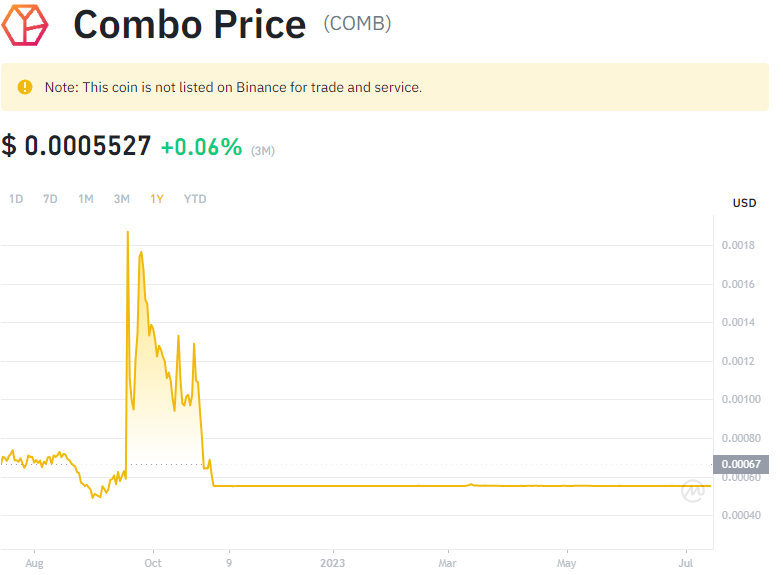 Combo Price (COMB)
Note: This coin is not listed on Binance for trade and service.
$ 0.0005527 +0.06% (3M)
1D 7D 1M 3M 1Y YTD
USD
0.0018
0.0016
0.0014
0.0012
0.00100
0.00080
0.00067
0.00060
0.00040
Aug Oct 9 2023 Mar May Jul